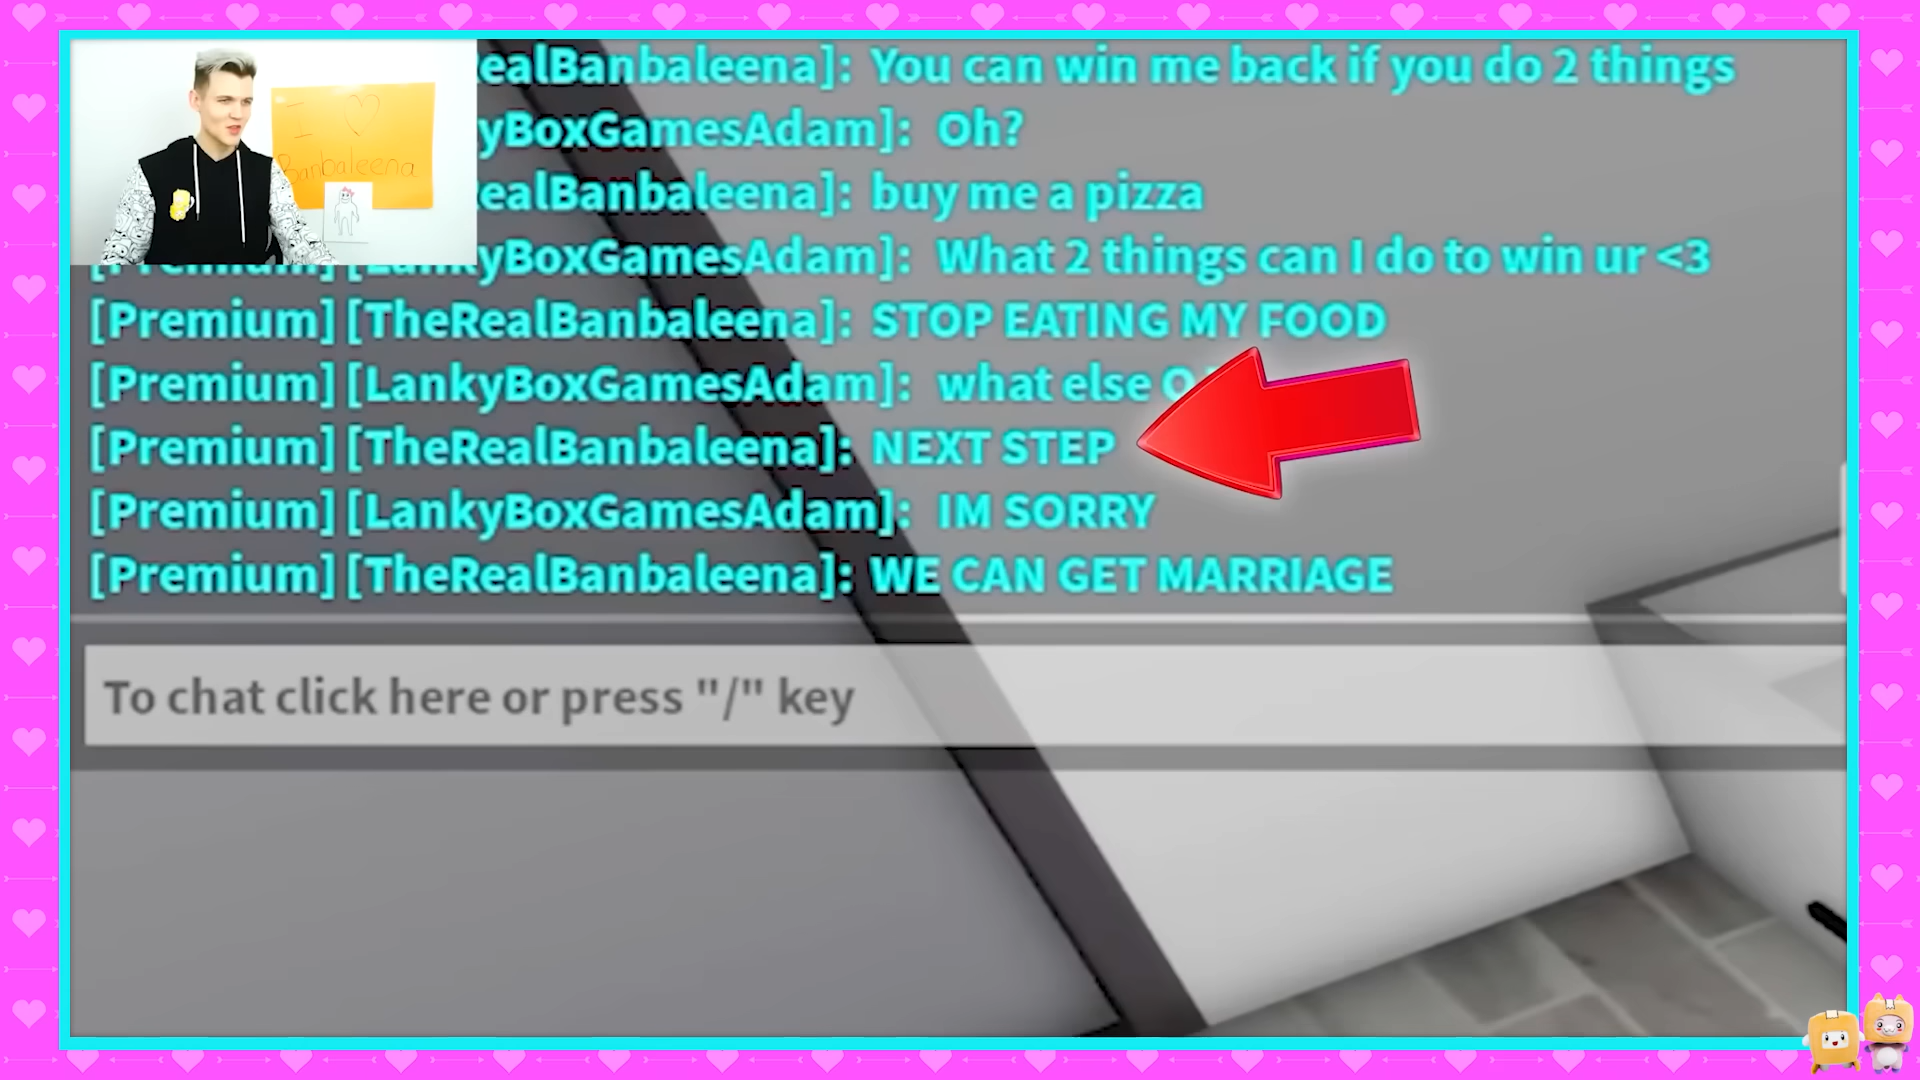 I
Banbaleena
ealBanbaleena]: You can win me back if you do 2 things
yBoxGamesAdam]: Oh?
ealBanbaleena]: buy me a pizza
[Premium] [LankyBoxGamesAdam]: What 2 things can I do to win ur <3
[Premium] [TheRealBanbaleena]: STOP EATING MY FOOD
[Premium] [LankyBoxGamesAdam]: what else
[Premium] [TheRealBanbaleena]: NEXT STEP
[Premium] [LankyBoxGamesAdam]: IM SORRY
[Premium] [TheRealBanbaleena]: WE CAN GET MARRIAGE
To chat click here or press "/" key